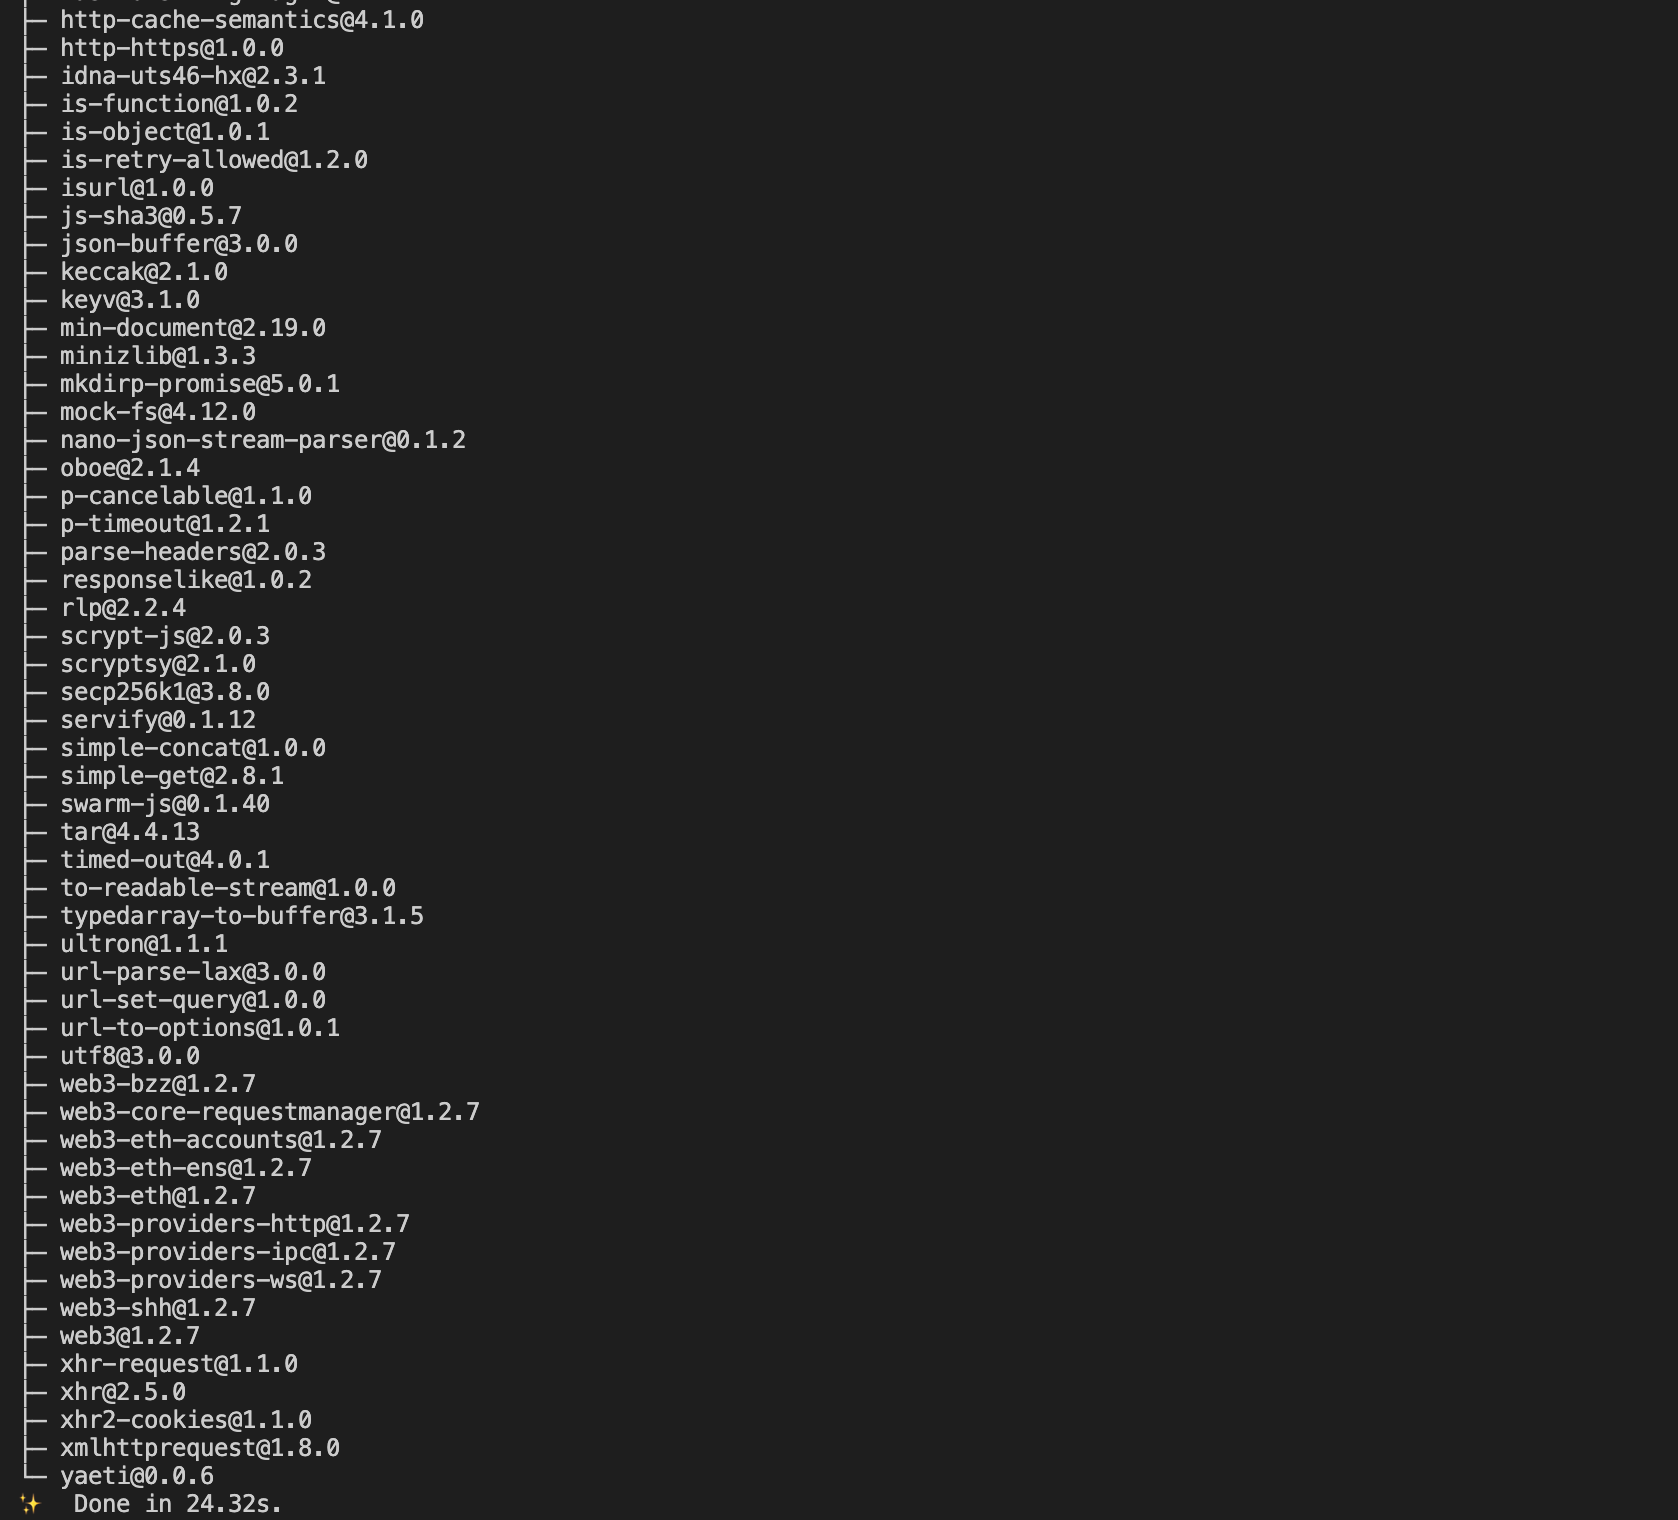 ├─ http-cache-semantics@4.1.0
├─ http-https@1.0.0
├─ idna-uts46-hx@2.3.1
├─ is-function@1.0.2
├─ is-object@1.0.1
├─ is-retry-allowed@1.2.0
├─ isurl@1.0.0
├─ js-sha3@0.5.7
├─ json-buffer@3.0.0
├─ keccak@2.1.0
├─ keyv@3.1.0
├─ min-document@2.19.0
├─ minizlib@1.3.3
├─ mkdirp-promise@5.0.1
├─ mock-fs@4.12.0
├─ nano-json-stream-parser@0.1.2
├─ oboe@2.1.4
├─ p-cancelable@1.1.0
├─ p-timeout@1.2.1
├─ parse-headers@2.0.3
├─ responselike@1.0.2
├─ rlp@2.2.4
├─ scrypt-js@2.0.3
├─ scryptsy@2.1.0
├─ secp256k1@3.8.0
├─ servify@0.1.12
├─ simple-concat@1.0.0
├─ simple-get@2.8.1
├─ swarm-js@0.1.40
├─ tar@4.4.13
├─ timed-out@4.0.1
├─ to-readable-stream@1.0.0
├─ typedarray-to-buffer@3.1.5
├─ ultron@1.1.1
├─ url-parse-lax@3.0.0
├─ url-set-query@1.0.0
├─ url-to-options@1.0.1
├─ utf8@3.0.0
├─ web3-bzz@1.2.7
├─ web3-core-requestmanager@1.2.7
├─ web3-eth-accounts@1.2.7
├─ web3-eth-ens@1.2.7
├─ web3-eth@1.2.7
├─ web3-providers-http@1.2.7
├─ web3-providers-ipc@1.2.7
├─ web3-providers-ws@1.2.7
├─ web3-shh@1.2.7
├─ web3@1.2.7
├─ xhr-request@1.1.0
├─ xhr@2.5.0
├─ xhr2-cookies@1.1.0
├─ xmlhttprequest@1.8.0
└─ yaeti@0.0.6
✨ Done in 24.32s.